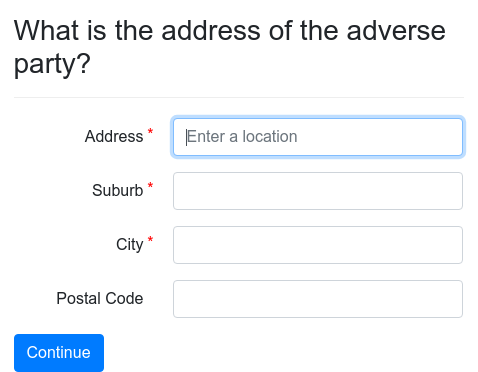 What is the address of the adverse
party?
Address *
Enter a location
Suburb *
City *
Postal Code
Continue